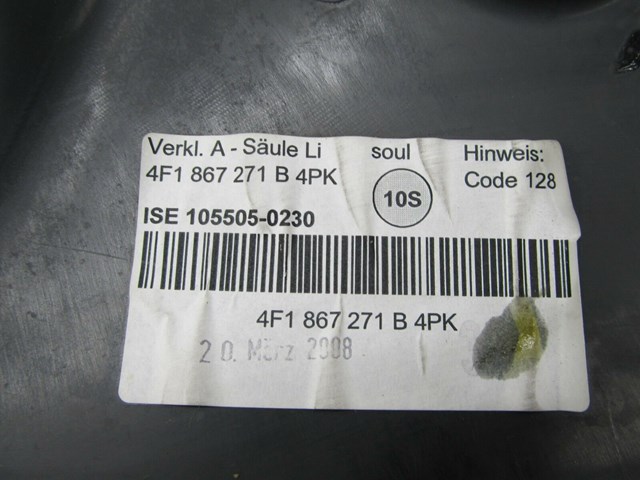 Verkl. A - Säule Li soul Hinweis:
4F1 867 271 B 4PK 10S Code 128
ISE 105505-0230
4F1 867 271 B 4PK
20. März 2008